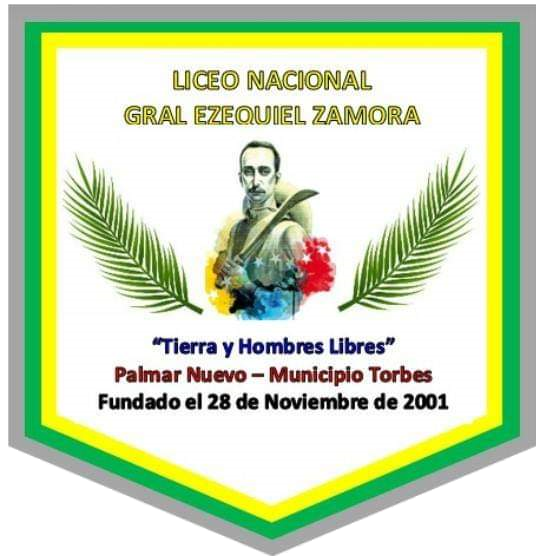 LICEO NACIONAL
GRAL EZEQUIEL ZAMORA
“Tierra y Hombres Libres”
Palmar Nuevo – Municipio Torbes
Fundado el 28 de Noviembre de 2001